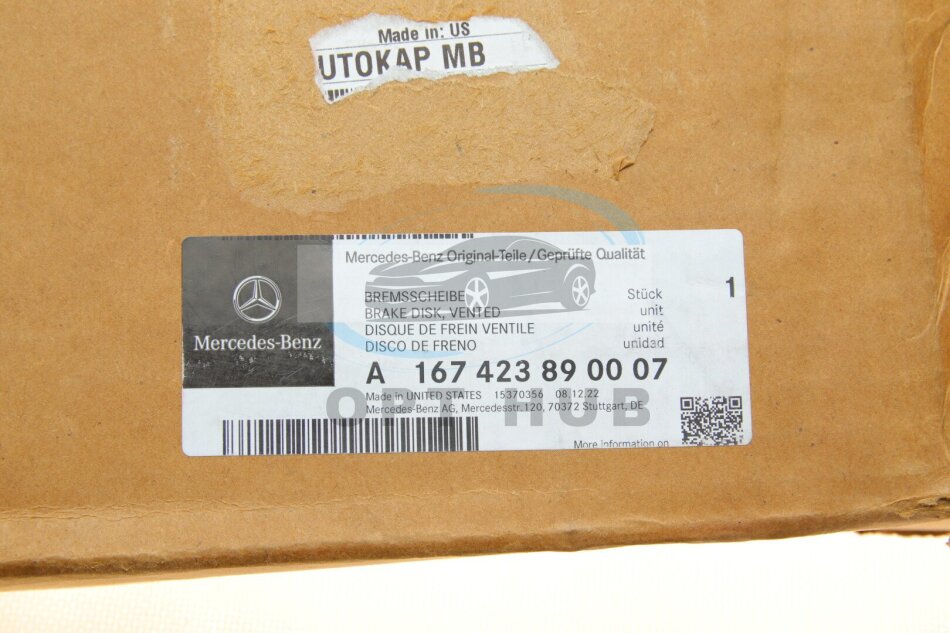 Made in: US
UTOKAP MB
Mercedes-Benz Original-Teile/Geprüfte Qualität
BREMSSCHEIBE
Stück
1
BRAKE DISK, VENTED
unit
DISQUE DE FREIN VENTILE
unité
DISCO DE FRENO
unidad
Mercedes-Benz
A 167 423 89 00 07
Made in UNITED STATES 15370356 08.12.22
Mercedes-Benz AG, Mercedesstr.120, 70372 Stuttgart, DE
OPT HUB
More information on